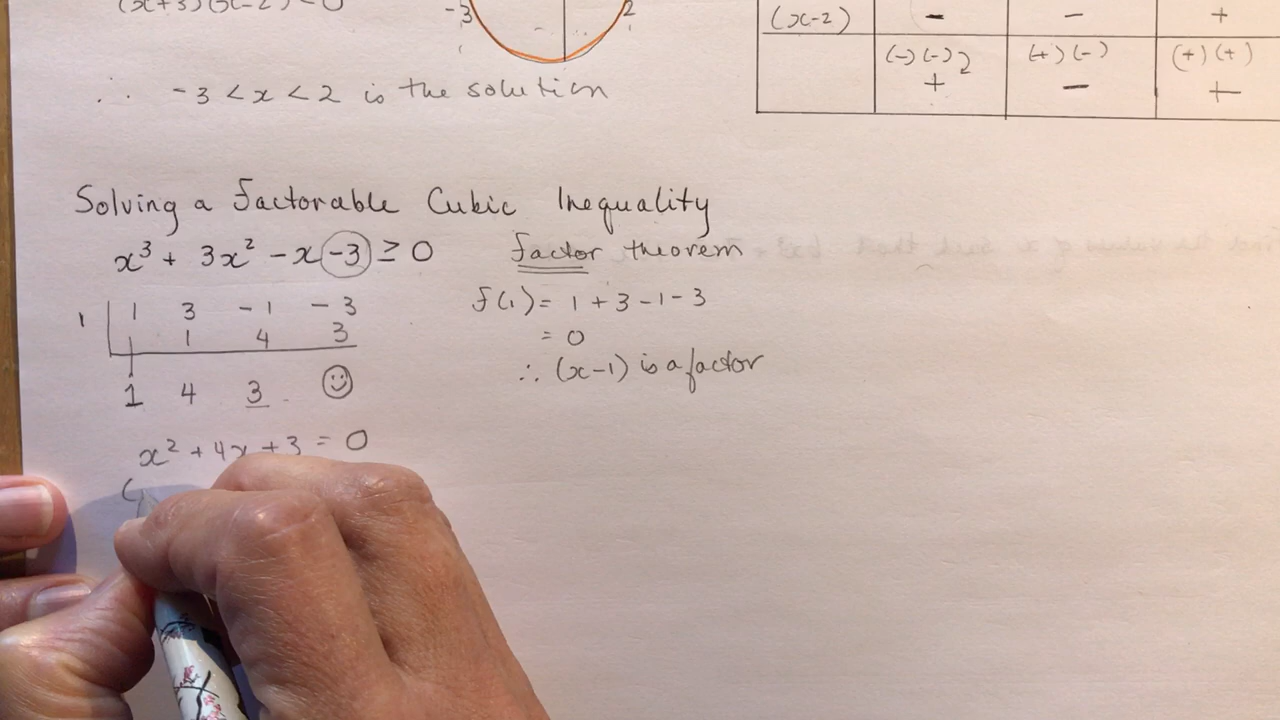 (x+3)(x-2) < 0
-3 2
∴ -3 < x < 2 is the solution
(x-2) - - +
(-)(-) (+)(-) (+)(+)
+ - +
Solving a Factorable Cubic Inequality
x³ + 3x² - x -3 ≥ 0
1 | 1 3 -1 -3
1 4 3
1 4 3 ☺
x² + 4x + 3 = 0
(
factor theorem
f(1) = 1 + 3 - 1 - 3
= 0
∴ (x-1) is a factor